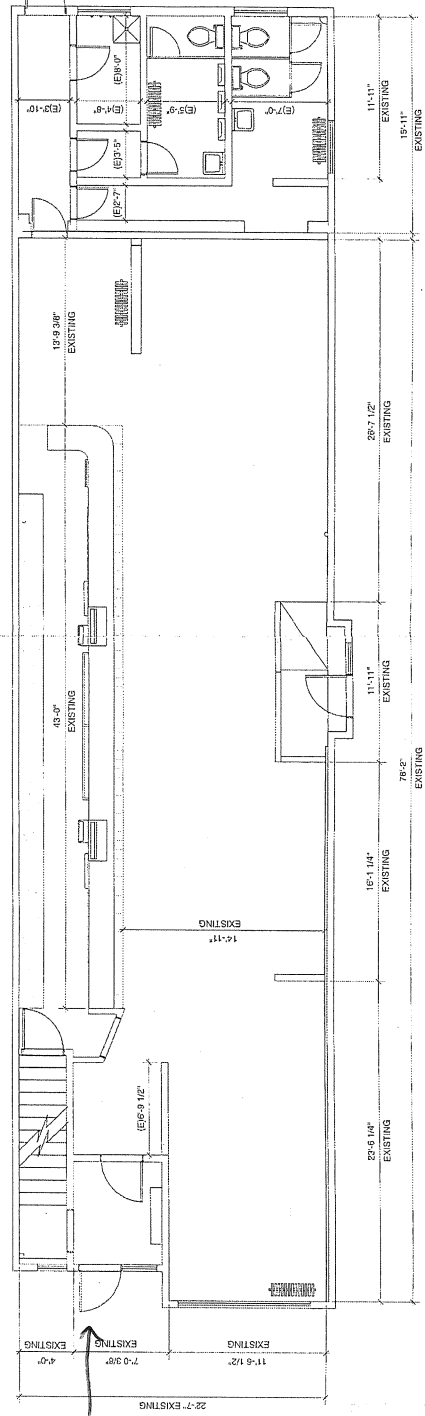 (E)3'-10"
(E)4'-8"
(E)8'-0"
(E)5'-9"
(E)7'-0"
11'-11"
EXISTING
15'-11"
EXISTING
(E)3'-5"
(E)2'-7"
13'-9 3/8"
EXISTING
26'-7 1/2"
EXISTING
43'-0"
EXISTING
11'-11"
EXISTING
78'-2"
EXISTING
14'-11"
EXISTING
16'-1 1/4"
EXISTING
(E)6'-9 1/2"
23'-6 1/4"
EXISTING
4'-0"
EXISTING
7'-0 3/8"
EXISTING
11'-6 1/2"
EXISTING
22'-7" EXISTING